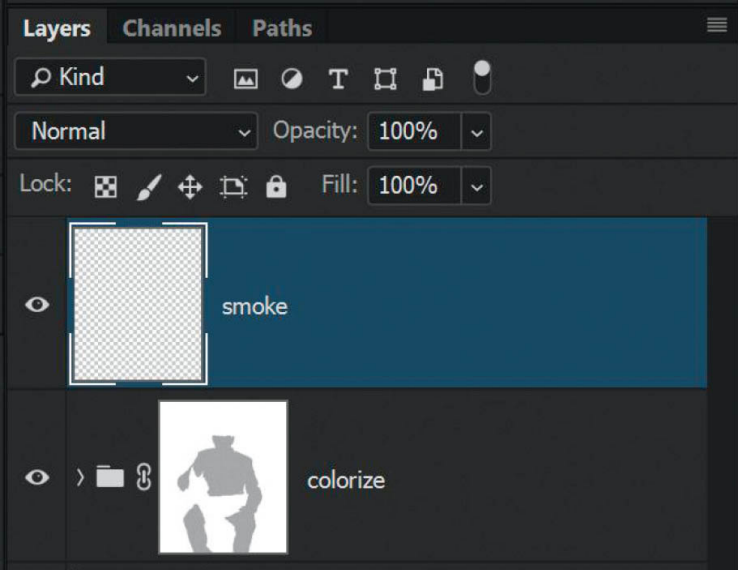 Layers Channels Paths
Kind
Normal Opacity: 100%
Lock: Fill: 100%
smoke
colorize